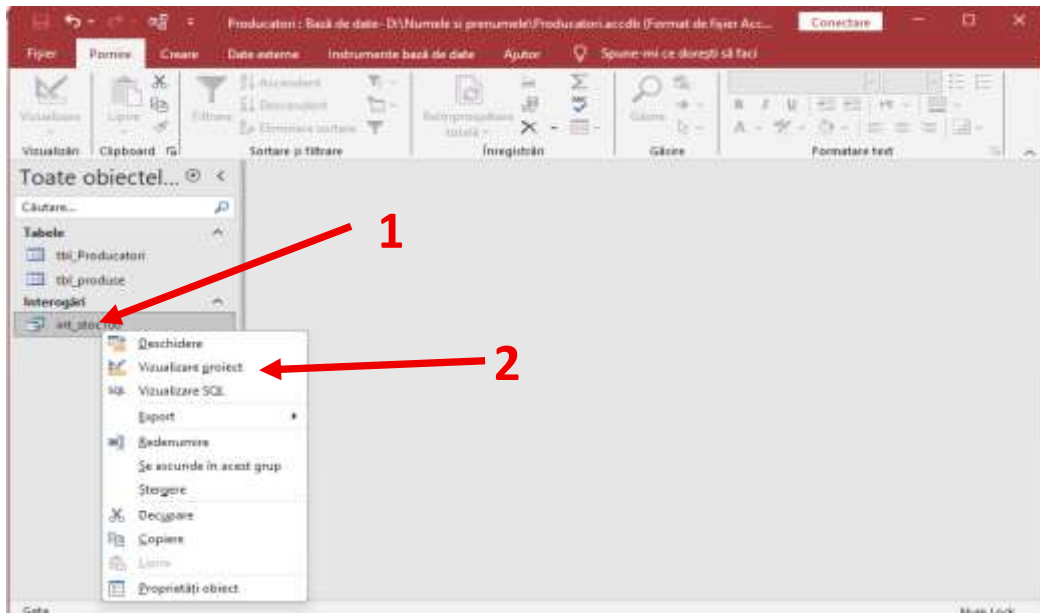 Producatori : Bază de date- D:\Numele si prenumele\Producatori.accdb (Format de fișier Acc...
Conectare
Fișier Pornire Creare Date externe Instrumente bază de date Ajutor Spune-mi ce dorești să faci
Vizualizare
Lipire
Filtrare
Ascendent
Descendent
Eliminare sortare
Reîmprospătare totală
Găsire
B I U
A
Vizualizări Clipboard Sortare și filtrare Înregistrări Găsire Formatare text
Toate obiectel...
Căutare...
Tabele
tbl_Producatori
tbl_produse
Interogări
int_stoc100
1
2
Deschidere
Vizualizare proiect
SQL Vizualizare SQL
Export
Redenumire
Se ascunde în acest grup
Ștergere
Decupare
Copiere
Lipire
Proprietăți obiect
Gata
Num Lock